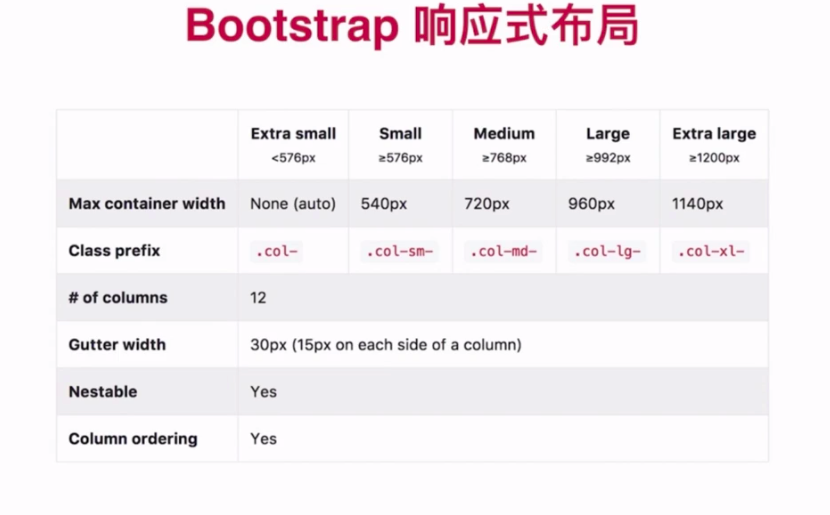 Bootstrap 响应式布局
Extra small Small Medium Large Extra large
<576px ≥576px ≥768px ≥992px ≥1200px
Max container width None (auto) 540px 720px 960px 1140px
Class prefix .col- .col-sm- .col-md- .col-lg- .col-xl-
# of columns 12
Gutter width 30px (15px on each side of a column)
Nestable Yes
Column ordering Yes